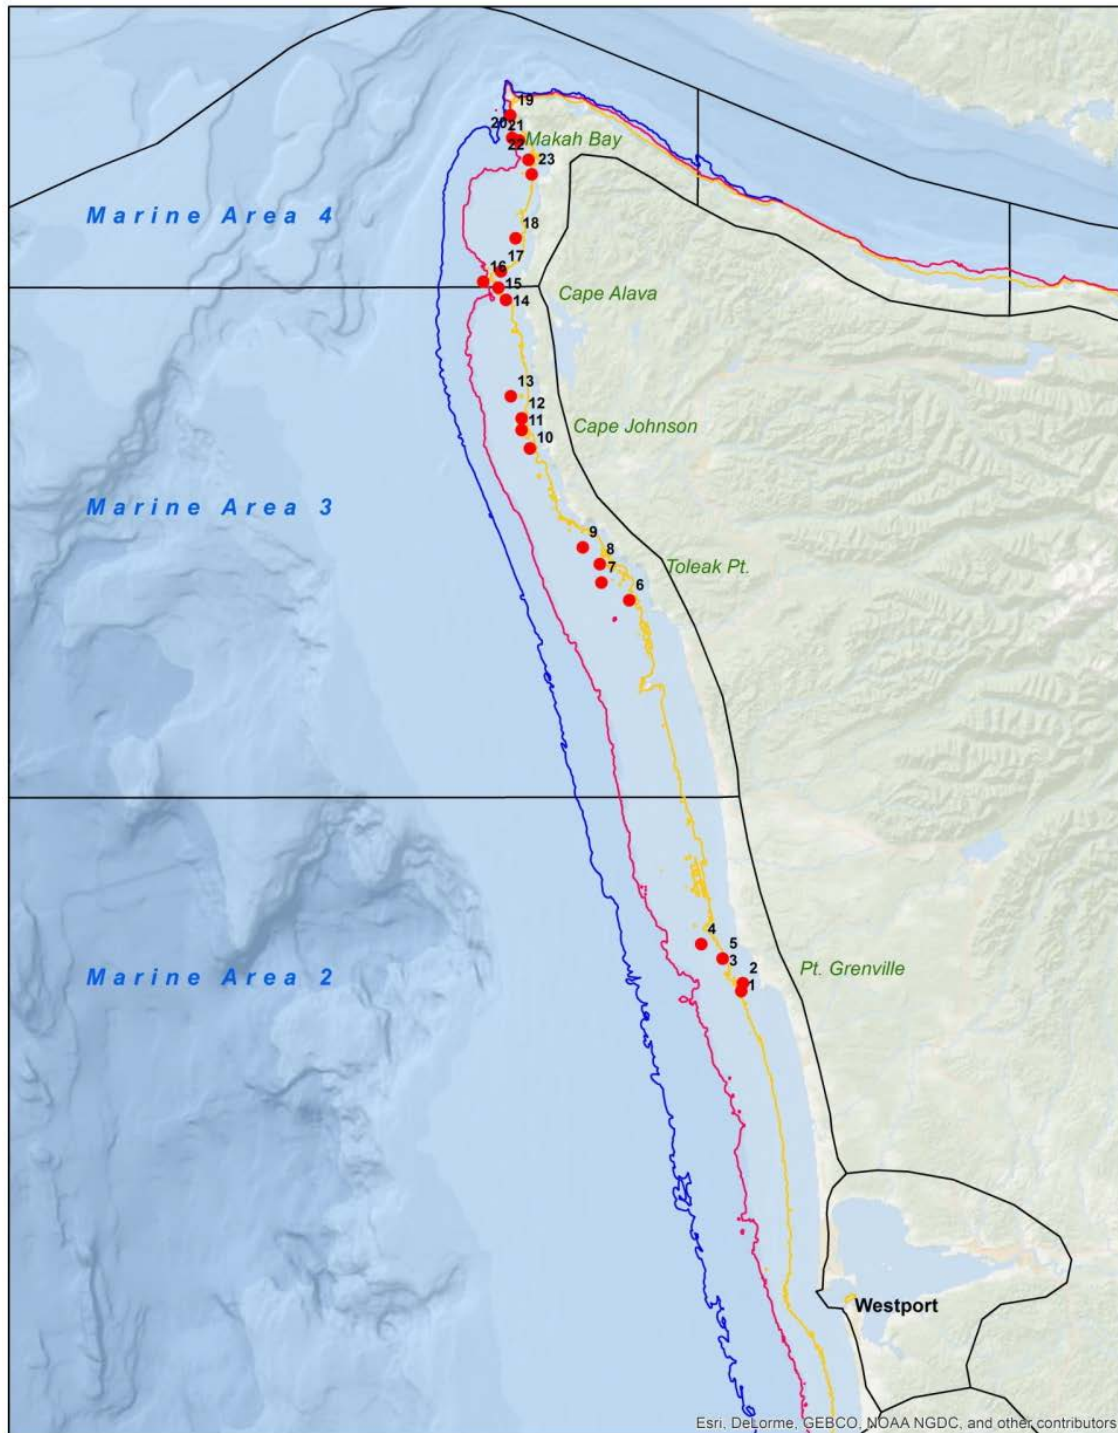 19
20
21
Makah Bay
22
23
Marine Area 4
18
17
16
15
Cape Alava
14
13
12
11
Cape Johnson
10
Marine Area 3
9
8
Toleak Pt.
7
6
4
5
3
Pt. Grenville
2
Marine Area 2
1
Westport
Esri, DeLorme, GEBCO, NOAA NGDC, and other contributors